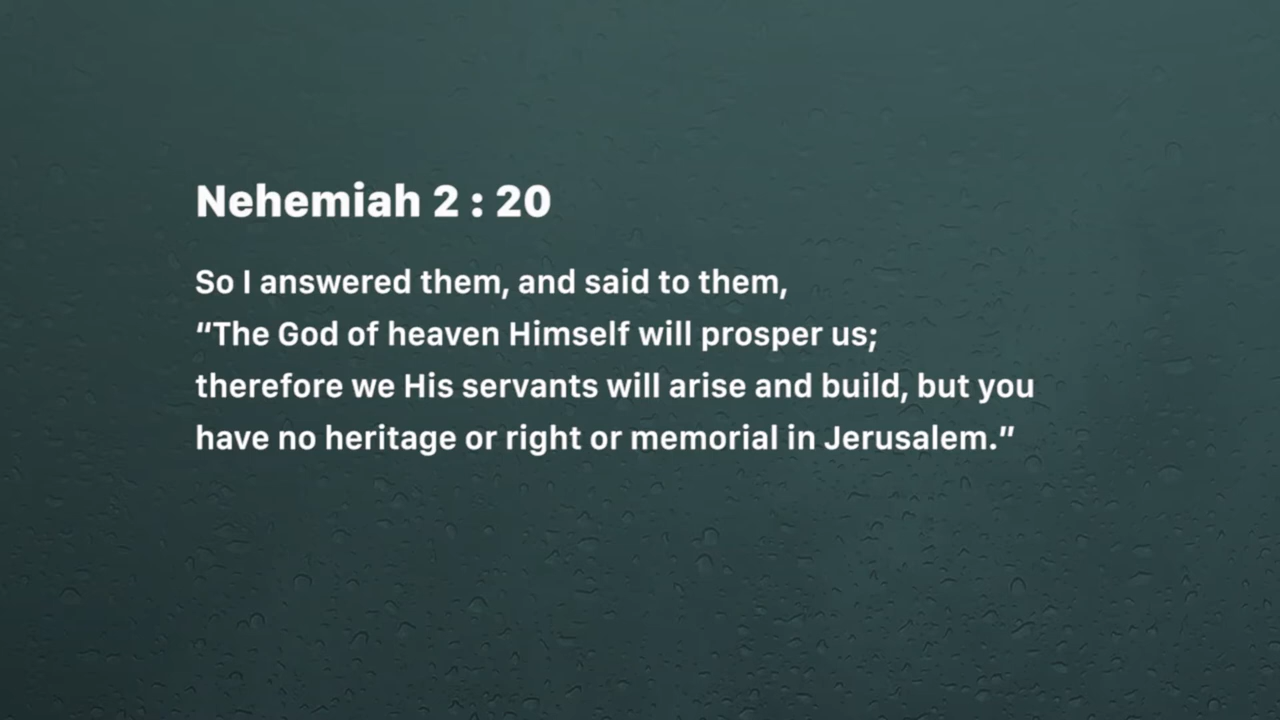 Nehemiah 2 : 20
So I answered them, and said to them,
“The God of heaven Himself will prosper us;
therefore we His servants will arise and build, but you
have no heritage or right or memorial in Jerusalem.”